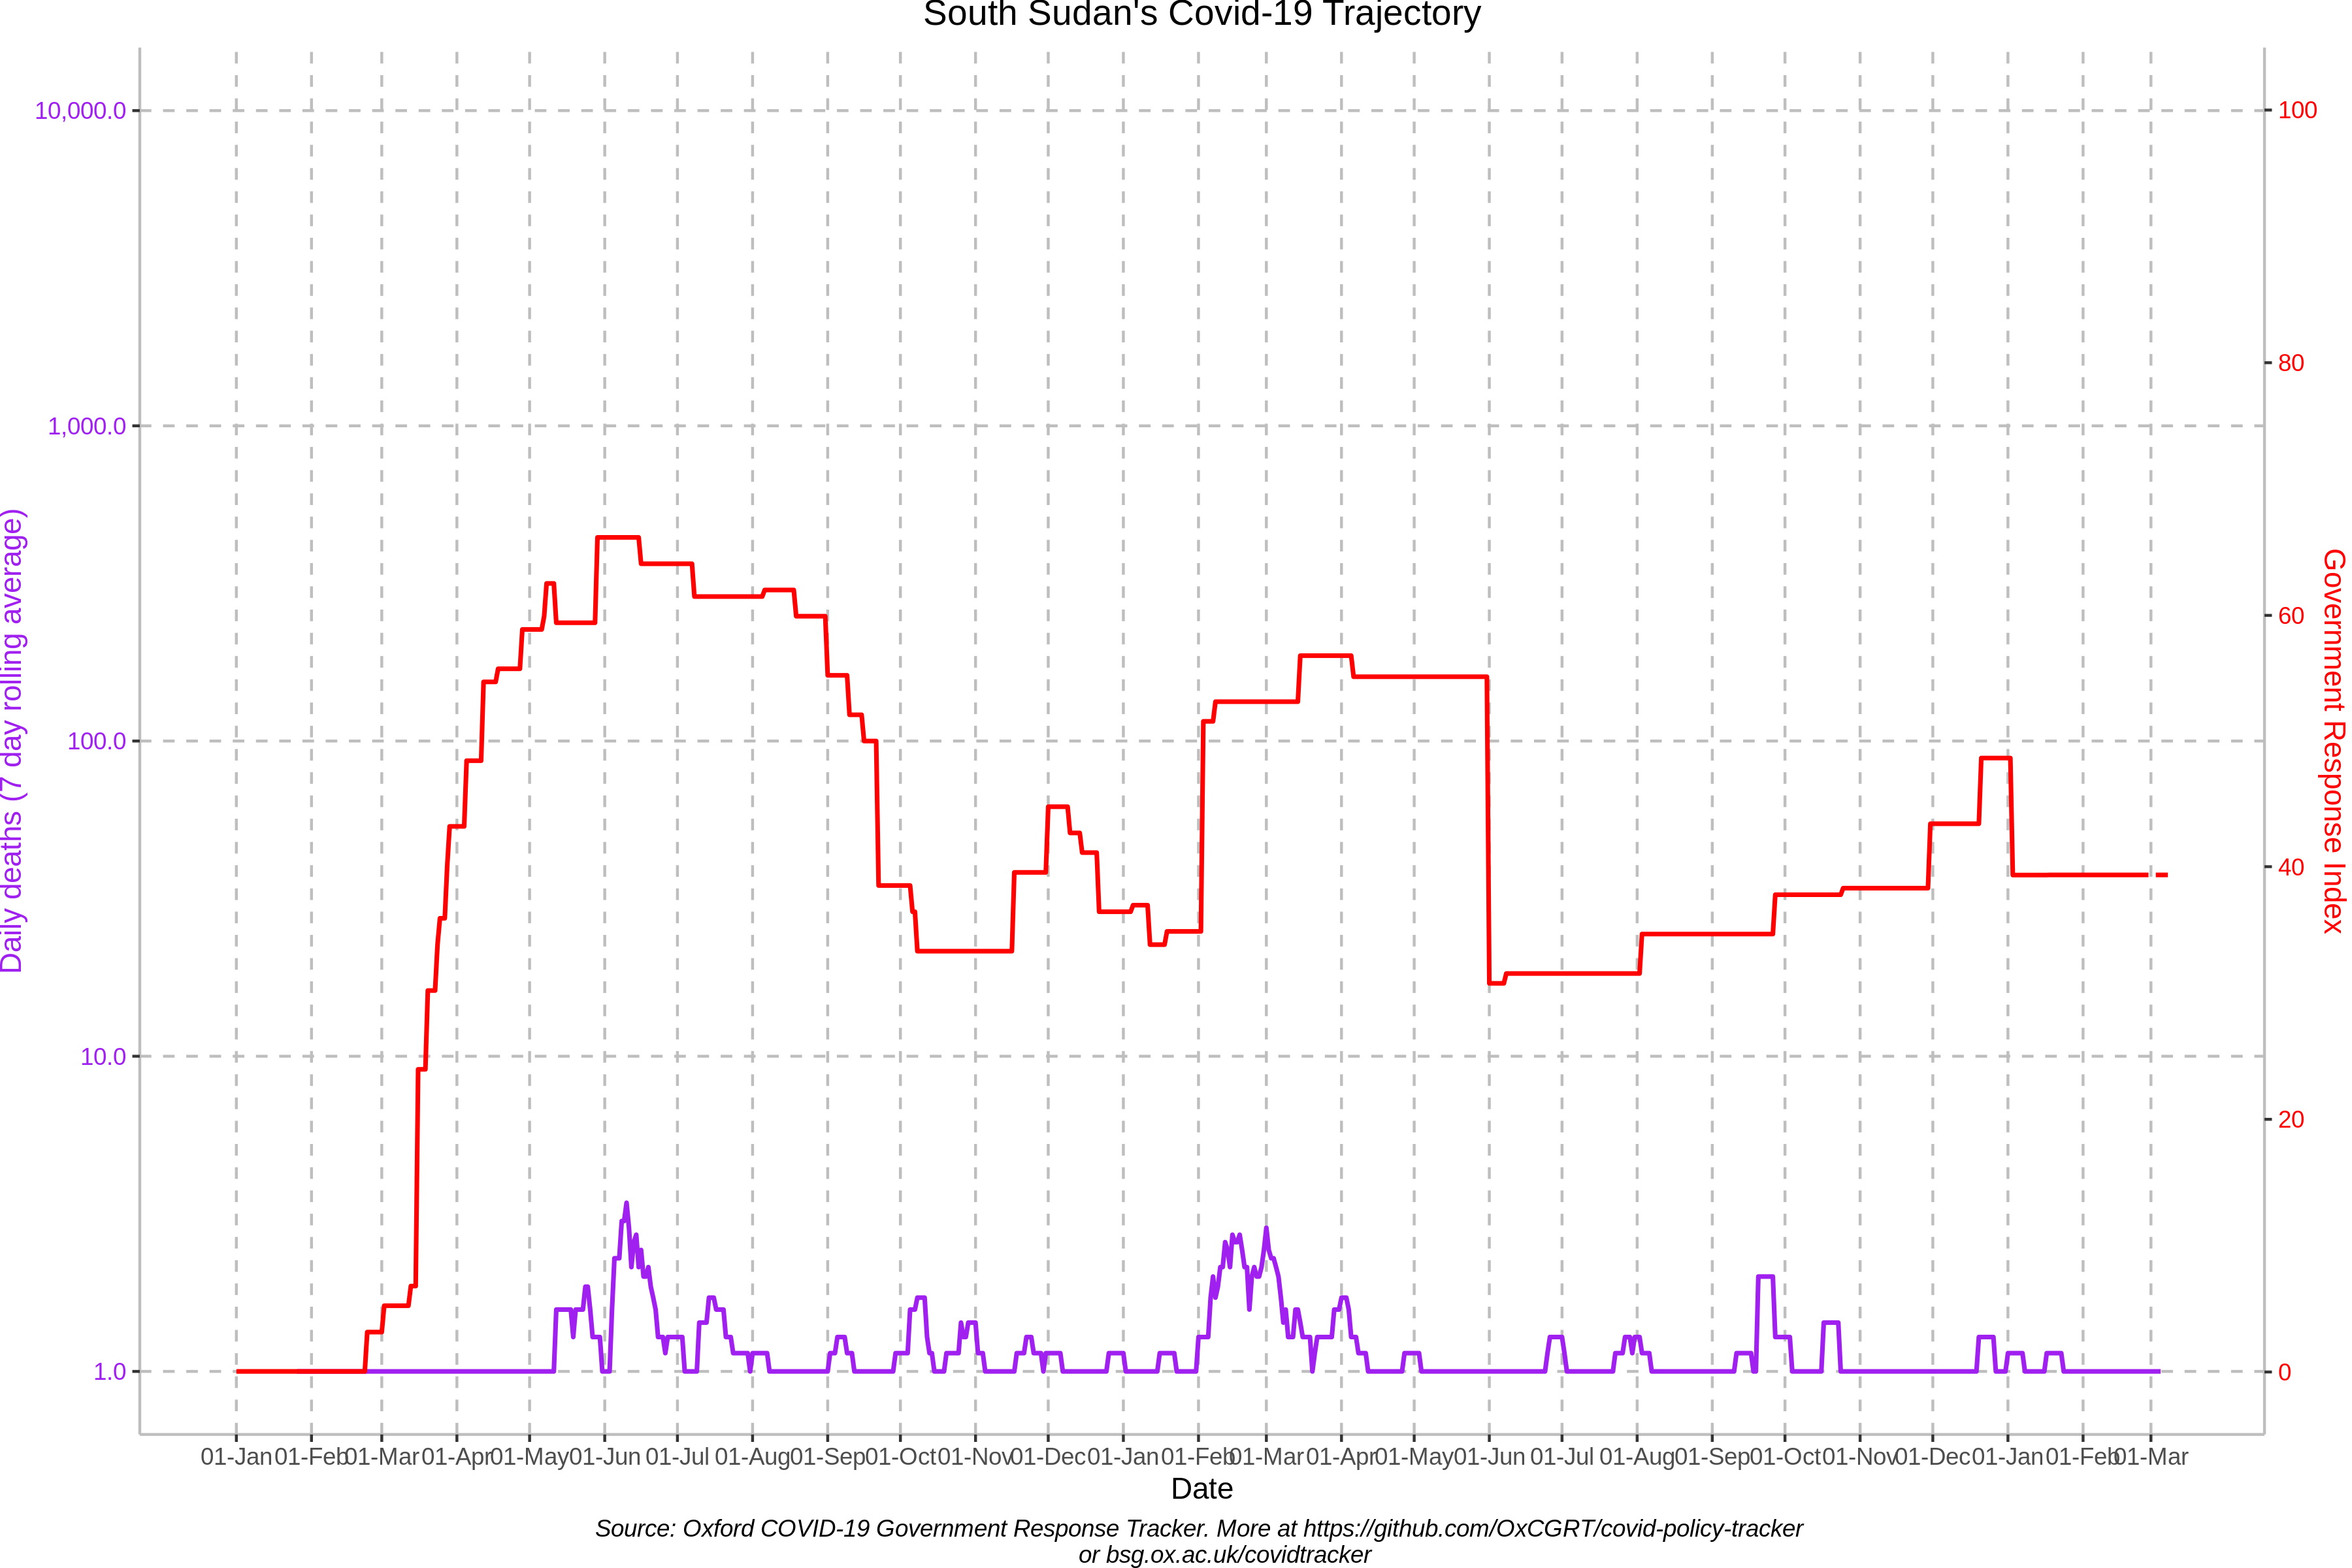 South Sudan's Covid-19 Trajectory
10,000.0
1,000.0
100.0
10.0
1.0
Daily deaths (7 day rolling average)
100
80
60
40
20
0
Government Response Index
01-Jan 01-Feb 01-Mar 01-Apr 01-May 01-Jun 01-Jul 01-Aug 01-Sep 01-Oct 01-Nov 01-Dec 01-Jan 01-Feb 01-Mar 01-Apr 01-May 01-Jun 01-Jul 01-Aug 01-Sep 01-Oct 01-Nov 01-Dec 01-Jan 01-Feb 01-Mar
Date
Source: Oxford COVID-19 Government Response Tracker. More at https://github.com/OxCGRT/covid-policy-tracker
or bsg.ox.ac.uk/covidtracker